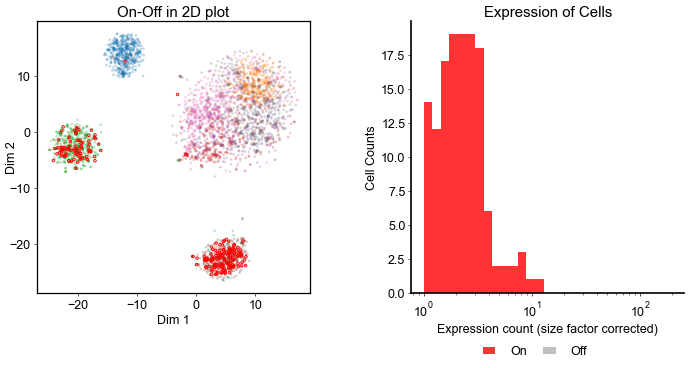 On-Off in 2D plot
10
0
−10
−20
Dim 2
−20
−10
0
10
Dim 1
Expression of Cells
17.5
15.0
12.5
10.0
7.5
5.0
2.5
0.0
Cell Counts
10⁰
10¹
10²
Expression count (size factor corrected)
On
Off